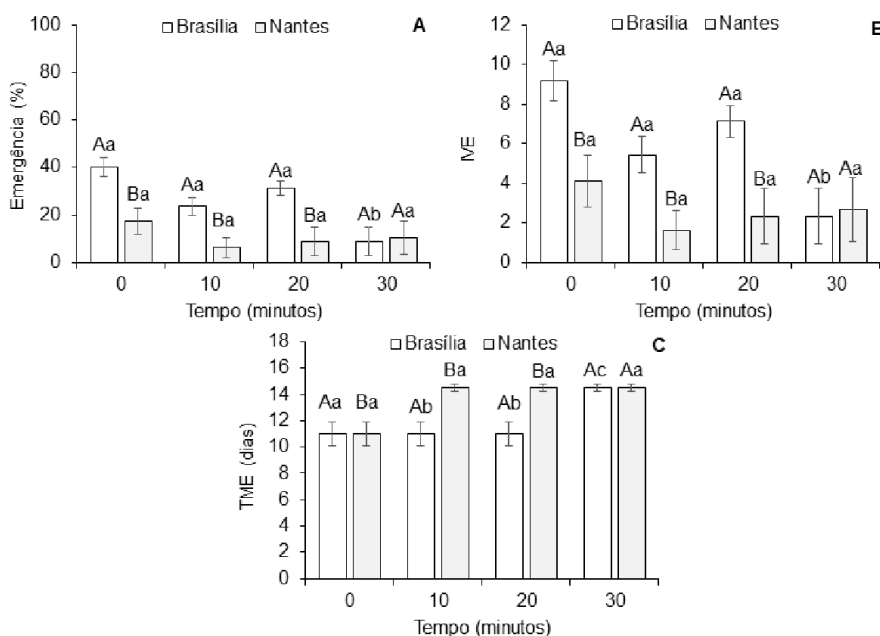 □Brasília □Nantes A
100
80
60
40
20
0
Emergência (%)
Aa
Ba
Aa
Ba
Aa
Ba
Ab
Aa
0 10 20 30
Tempo (minutos)
□Brasília □Nantes
12
10
8
6
4
2
0
IVE
Aa
Ba
Aa
Ba
Aa
Ba
Ab
Aa
0 10 20 30
Tempo (minutos)
□Brasília □Nantes C
18
16
14
12
10
8
6
4
2
0
TME (dias)
Aa
Ba
Ab
Ba
Ab
Ba
Ac
Aa
0 10 20 30
Tempo (minutos)